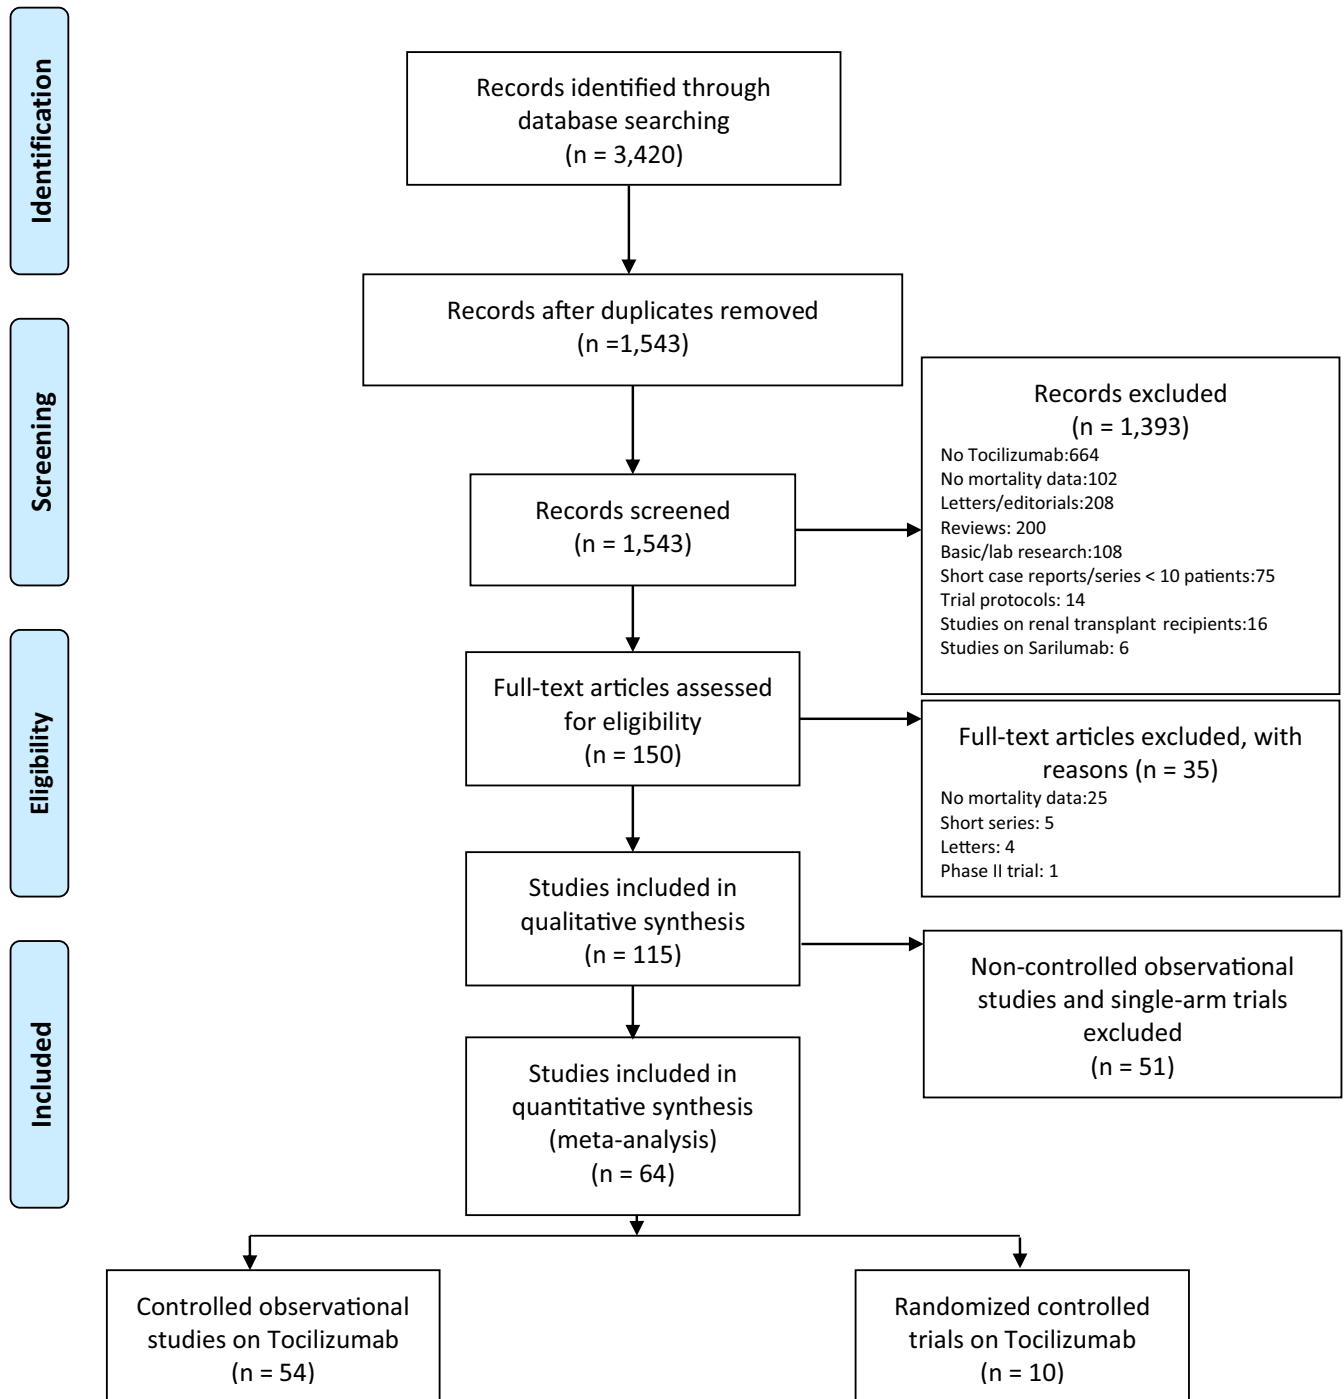 Identification
Records identified through
database searching
(n = 3,420)
Records after duplicates removed
(n =1,543)
Screening
Records screened
(n = 1,543)
Records excluded
(n = 1,393)
No Tocilizumab:664
No mortality data:102
Letters/editorials:208
Reviews: 200
Basic/lab research:108
Short case reports/series < 10 patients:75
Trial protocols: 14
Studies on renal transplant recipients:16
Studies on Sarilumab: 6
Eligibility
Full-text articles assessed
for eligibility
(n = 150)
Full-text articles excluded, with
reasons (n = 35)
No mortality data:25
Short series: 5
Letters: 4
Phase II trial: 1
Studies included in
qualitative synthesis
(n = 115)
Non-controlled observational
studies and single-arm trials
excluded
(n = 51)
Included
Studies included in
quantitative synthesis
(meta-analysis)
(n = 64)
Controlled observational
studies on Tocilizumab
(n = 54)
Randomized controlled
trials on Tocilizumab
(n = 10)